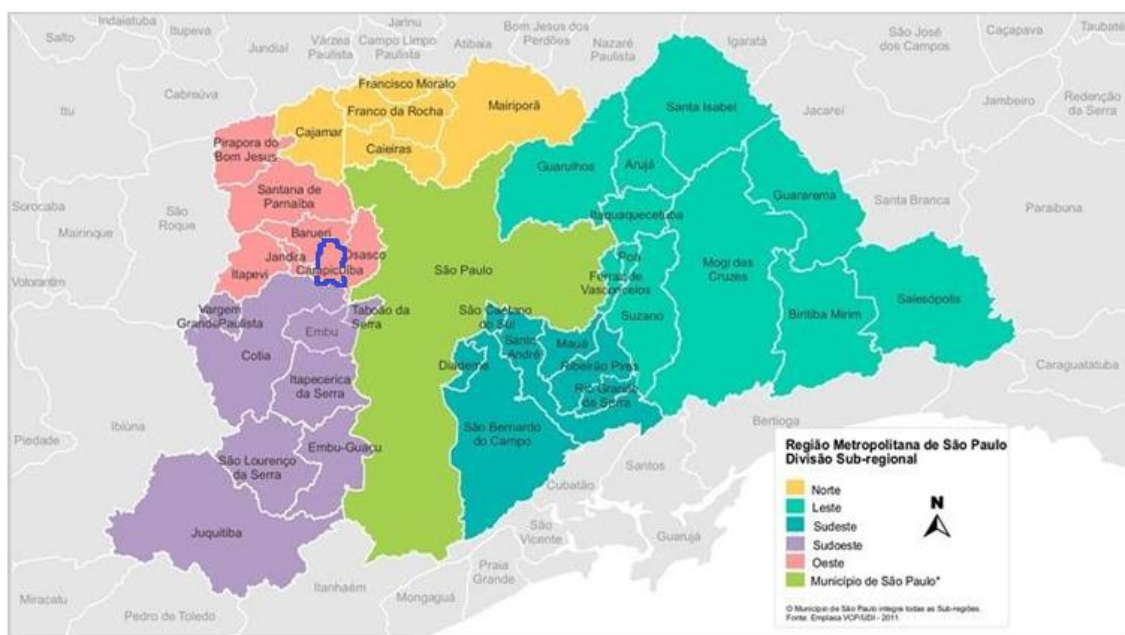 Indaiatuba
Itupeva
Salto
Jundiaí
Várzea
Paulista
Jarinu
Campo Limpo
Paulista
Atibaia
Bom Jesus dos
Perdões
Nazaré
Paulista
Igaratá
São José
dos Campos
Caçapava
Taubaté
Itu
Cabreúva
Francisco Morato
Franco da Rocha
Mairiporã
Cajamar
Caieiras
Santa Isabel
Jacareí
Jambeiro
Redenção
da Serra
Pirapora do
Bom Jesus
Guarulhos
Arujá
Santana de
Parnaíba
Guararema
Santa Branca
Paraibuna
Sorocaba
São
Roque
Mairinque
Itaquaquecetuba
Barueri
Jandira
Osasco
Carapicuíba
Itapevi
São Paulo
Poá
Ferraz de
Vasconcelos
Mogi das
Cruzes
Votorantim
Salesópolis
Vargem
Grande Paulista
Taboão da
Serra
São Caetano
do Sul
Suzano
Biritiba Mirim
Embu
Cotia
Santo
André
Mauá
Diadema
Ribeirão Pires
Itapecerica
da Serra
Rio Grande
da Serra
Caraguatatuba
Bertioga
Piedade
Ibiúna
Embu-Guaçu
São Bernardo
do Campo
São Lourenço
da Serra
Santos
Cubatão
Juquitiba
São
Vicente
Guarujá
Praia
Grande
Itanhaém
Mongaguá
Miracatu
Pedro de Toledo
Região Metropolitana de São Paulo
Divisão Sub-regional
Norte
Leste
Sudeste
Sudoeste
Oeste
Município de São Paulo*
N
O Município de São Paulo integra todas as Sub-regiões.
Fonte: Emplasa VCP/UDI - 2011.